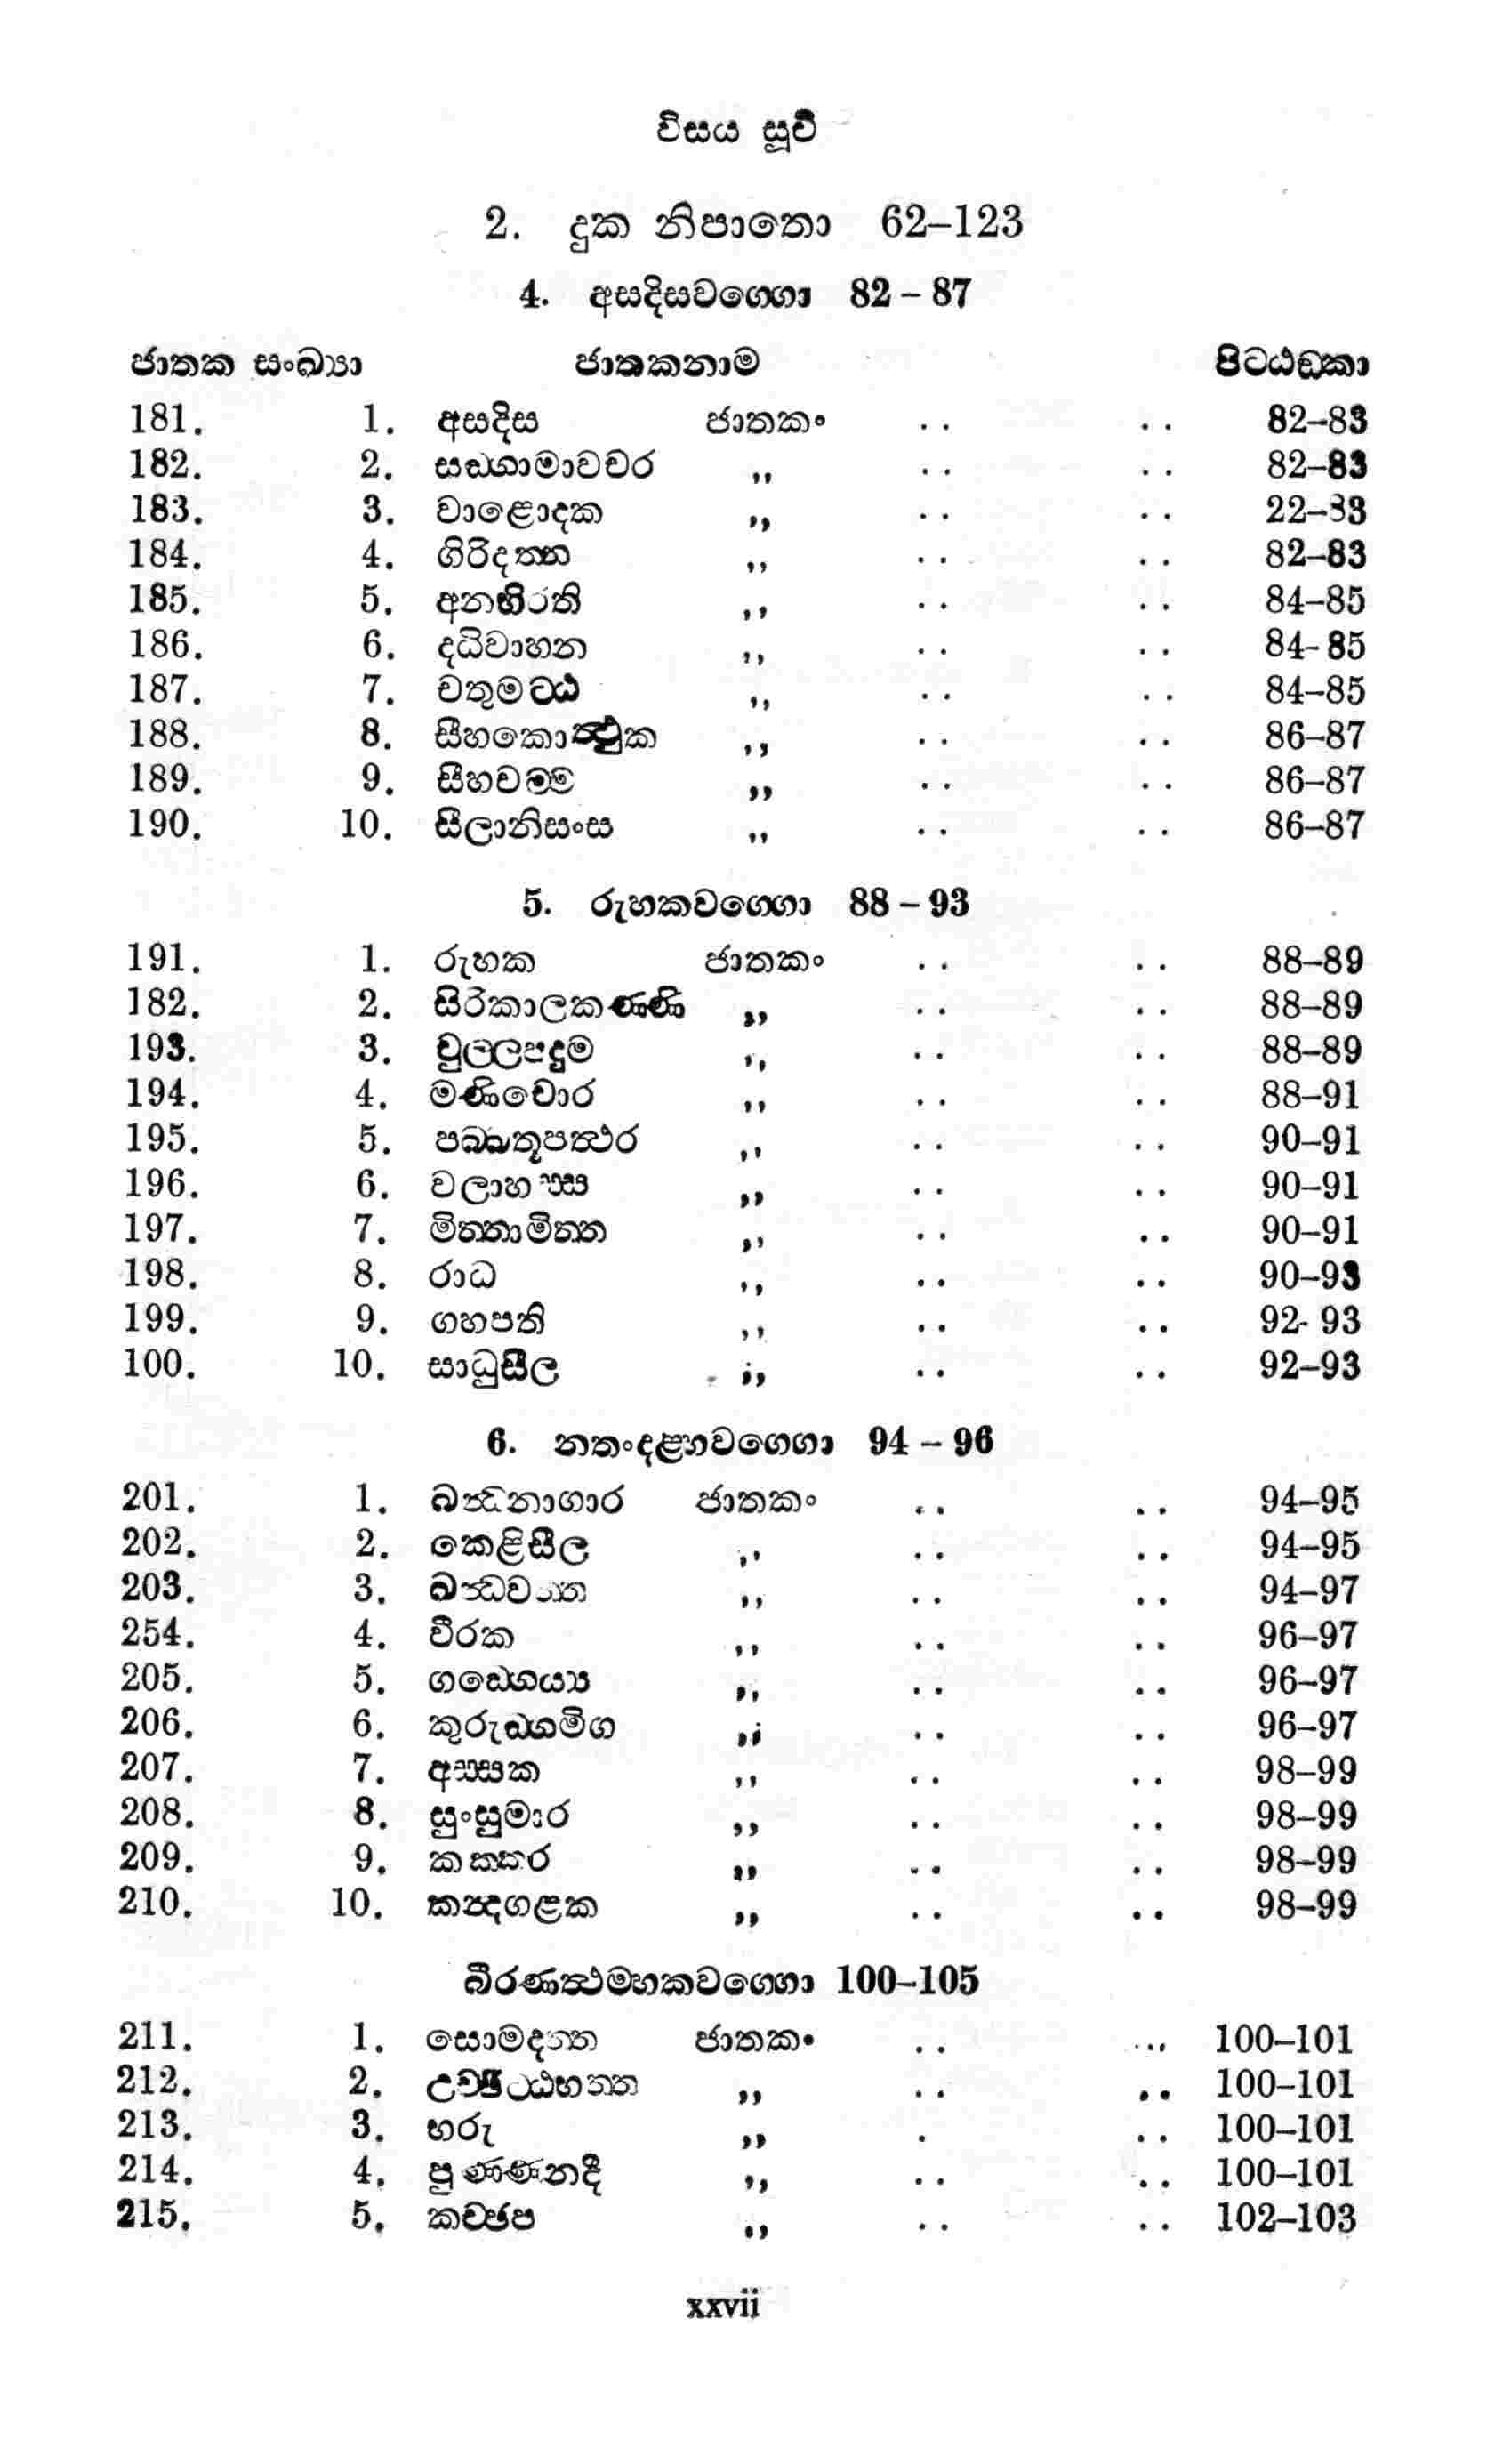 විසය සූචි
2. දුක නිපාතො 62–123
4. අසදිසවග්ගො 82 – 87
ජාතක සංඛ්‍යා ජාතකනාම පිට්ඨඞ්කා
181. 1. අසදිස ජාතකං .. .. 82–83
182. 2. සඞ්ගාමාවචර ,, .. .. 82–83
183. 3. වාළොදක ,, .. .. 22–83
184. 4. ගිරිදත්ත ,, .. .. 82–83
185. 5. අනභිරති ,, .. .. 84–85
186. 6. දධිවාහන ,, .. .. 84-85
187. 7. චතුමට්ඨ ,, .. .. 84–85
188. 8. සීහකොත්ථුක ,, .. .. 86–87
189. 9. සීහචම්ම ,, .. .. 86–87
190. 10. සීලානිසංස ,, .. .. 86–87
5. රුහකවග්ගො 88 – 93
191. 1. රුහක ජාතකං .. .. 88–89
182. 2. සිරිකාලකණ්ණි ,, .. .. 88–89
193. 3. චුල්ලපදුම ,, .. .. 88–89
194. 4. මණිචොර ,, .. .. 88–91
195. 5. පබ්බතූපත්ථර ,, .. .. 90–91
196. 6. වලාහස්ස ,, .. .. 90–91
197. 7. මිත්තාමිත්ත ,, .. .. 90–91
198. 8. රාධ ,, .. .. 90–93
199. 9. ගහපති ,, .. .. 92-93
100. 10. සාධුසීල ,, .. .. 92–93
6. නතංදළ්හවග්ගො 94 – 96
201. 1. බන්ධනාගාර ජාතකං .. .. 94–95
202. 2. කෙළිසීල ,, .. .. 94–95
203. 3. ඛන්ධවත්ත ,, .. .. 94–97
254. 4. වීරක ,, .. .. 96–97
205. 5. ගඞ්ගෙය්‍ය ,, .. .. 96–97
206. 6. කුරුඞ්ගමිග ,, .. .. 96–97
207. 7. අස්සක ,, .. .. 98–99
208. 8. සුංසුමාර ,, .. .. 98–99
209. 9. කක්කර ,, .. .. 98–99
210. 10. කන්දගළක ,, .. .. 98–99
බීරණත්ථම්භකවග්ගො 100–105
211. 1. සොමදත්ත ජාතකං .. .. 100–101
212. 2. උච්ඡිට්ඨභත්ත ,, .. .. 100–101
213. 3. භරු ,, . .. 100–101
214. 4. පුණ්ණනදී ,, .. .. 100–101
215. 5. කච්ඡප ,, .. .. 102–103
xxvii